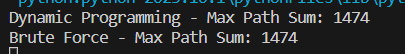 Dynamic Programming - Max Path Sum: 1474
Brute Force - Max Path Sum: 1474